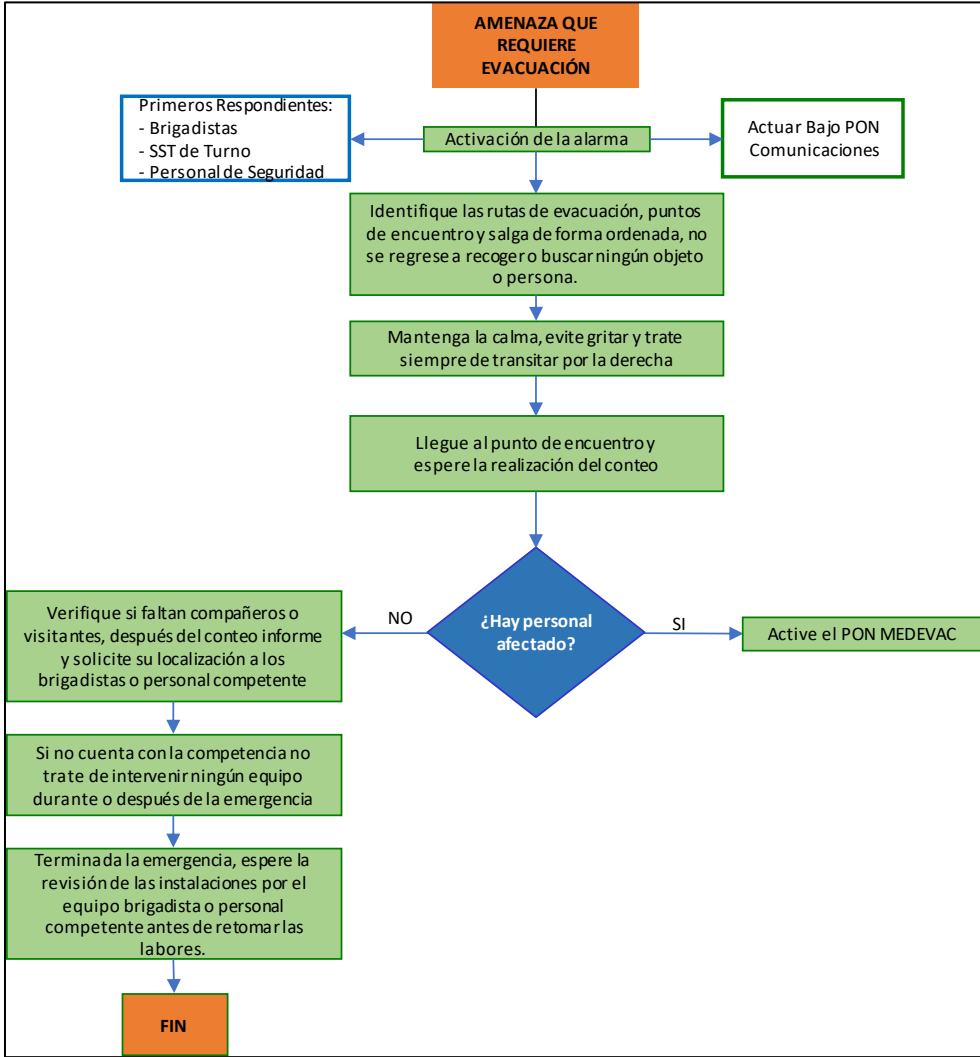 AMENAZA QUE
REQUIERE
EVACUACIÓN
Primeros Respondientes:
- Brigadistas
- SST de Turno
- Personal de Seguridad
Activación de la alarma
Actuar Bajo PON
Comunicaciones
Identifique las rutas de evacuación, puntos
de encuentro y salga de forma ordenada, no
se regrese a recoger o buscar ningún objeto
o persona.
Mantenga la calma, evite gritar y trate
siempre de transitar por la derecha
Llegue al punto de encuentro y
espere la realización del conteo
¿Hay personal
afectado?
NO
SI
Verifique si faltan compañeros o
visitantes, después del conteo informe
y solicite su localización a los
brigadistas o personal competente
Active el PON MEDEVAC
Si no cuenta con la competencia no
trate de intervenir ningún equipo
durante o después de la emergencia
Terminada la emergencia, espere la
revisión de las instalaciones por el
equipo brigadista o personal
competente antes de retomar las
labores.
FIN